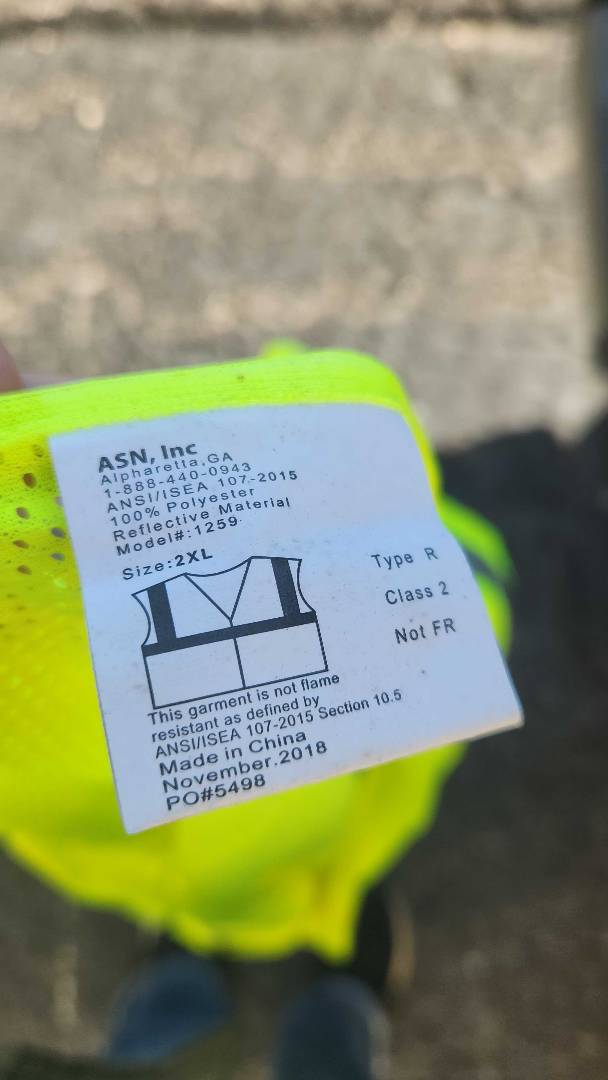 ASN, Inc
Alpharetta,GA
1-888-440-0943
ANSI/ISEA 107-2015
100% Polyester
Reflective Material
Model#:1259
Size:2XL
Type R
Class 2
Not FR
This garment is not flame
resistant as defined by
ANSI/ISEA 107-2015 Section 10.5
Made in China
November.2018
PO#5498